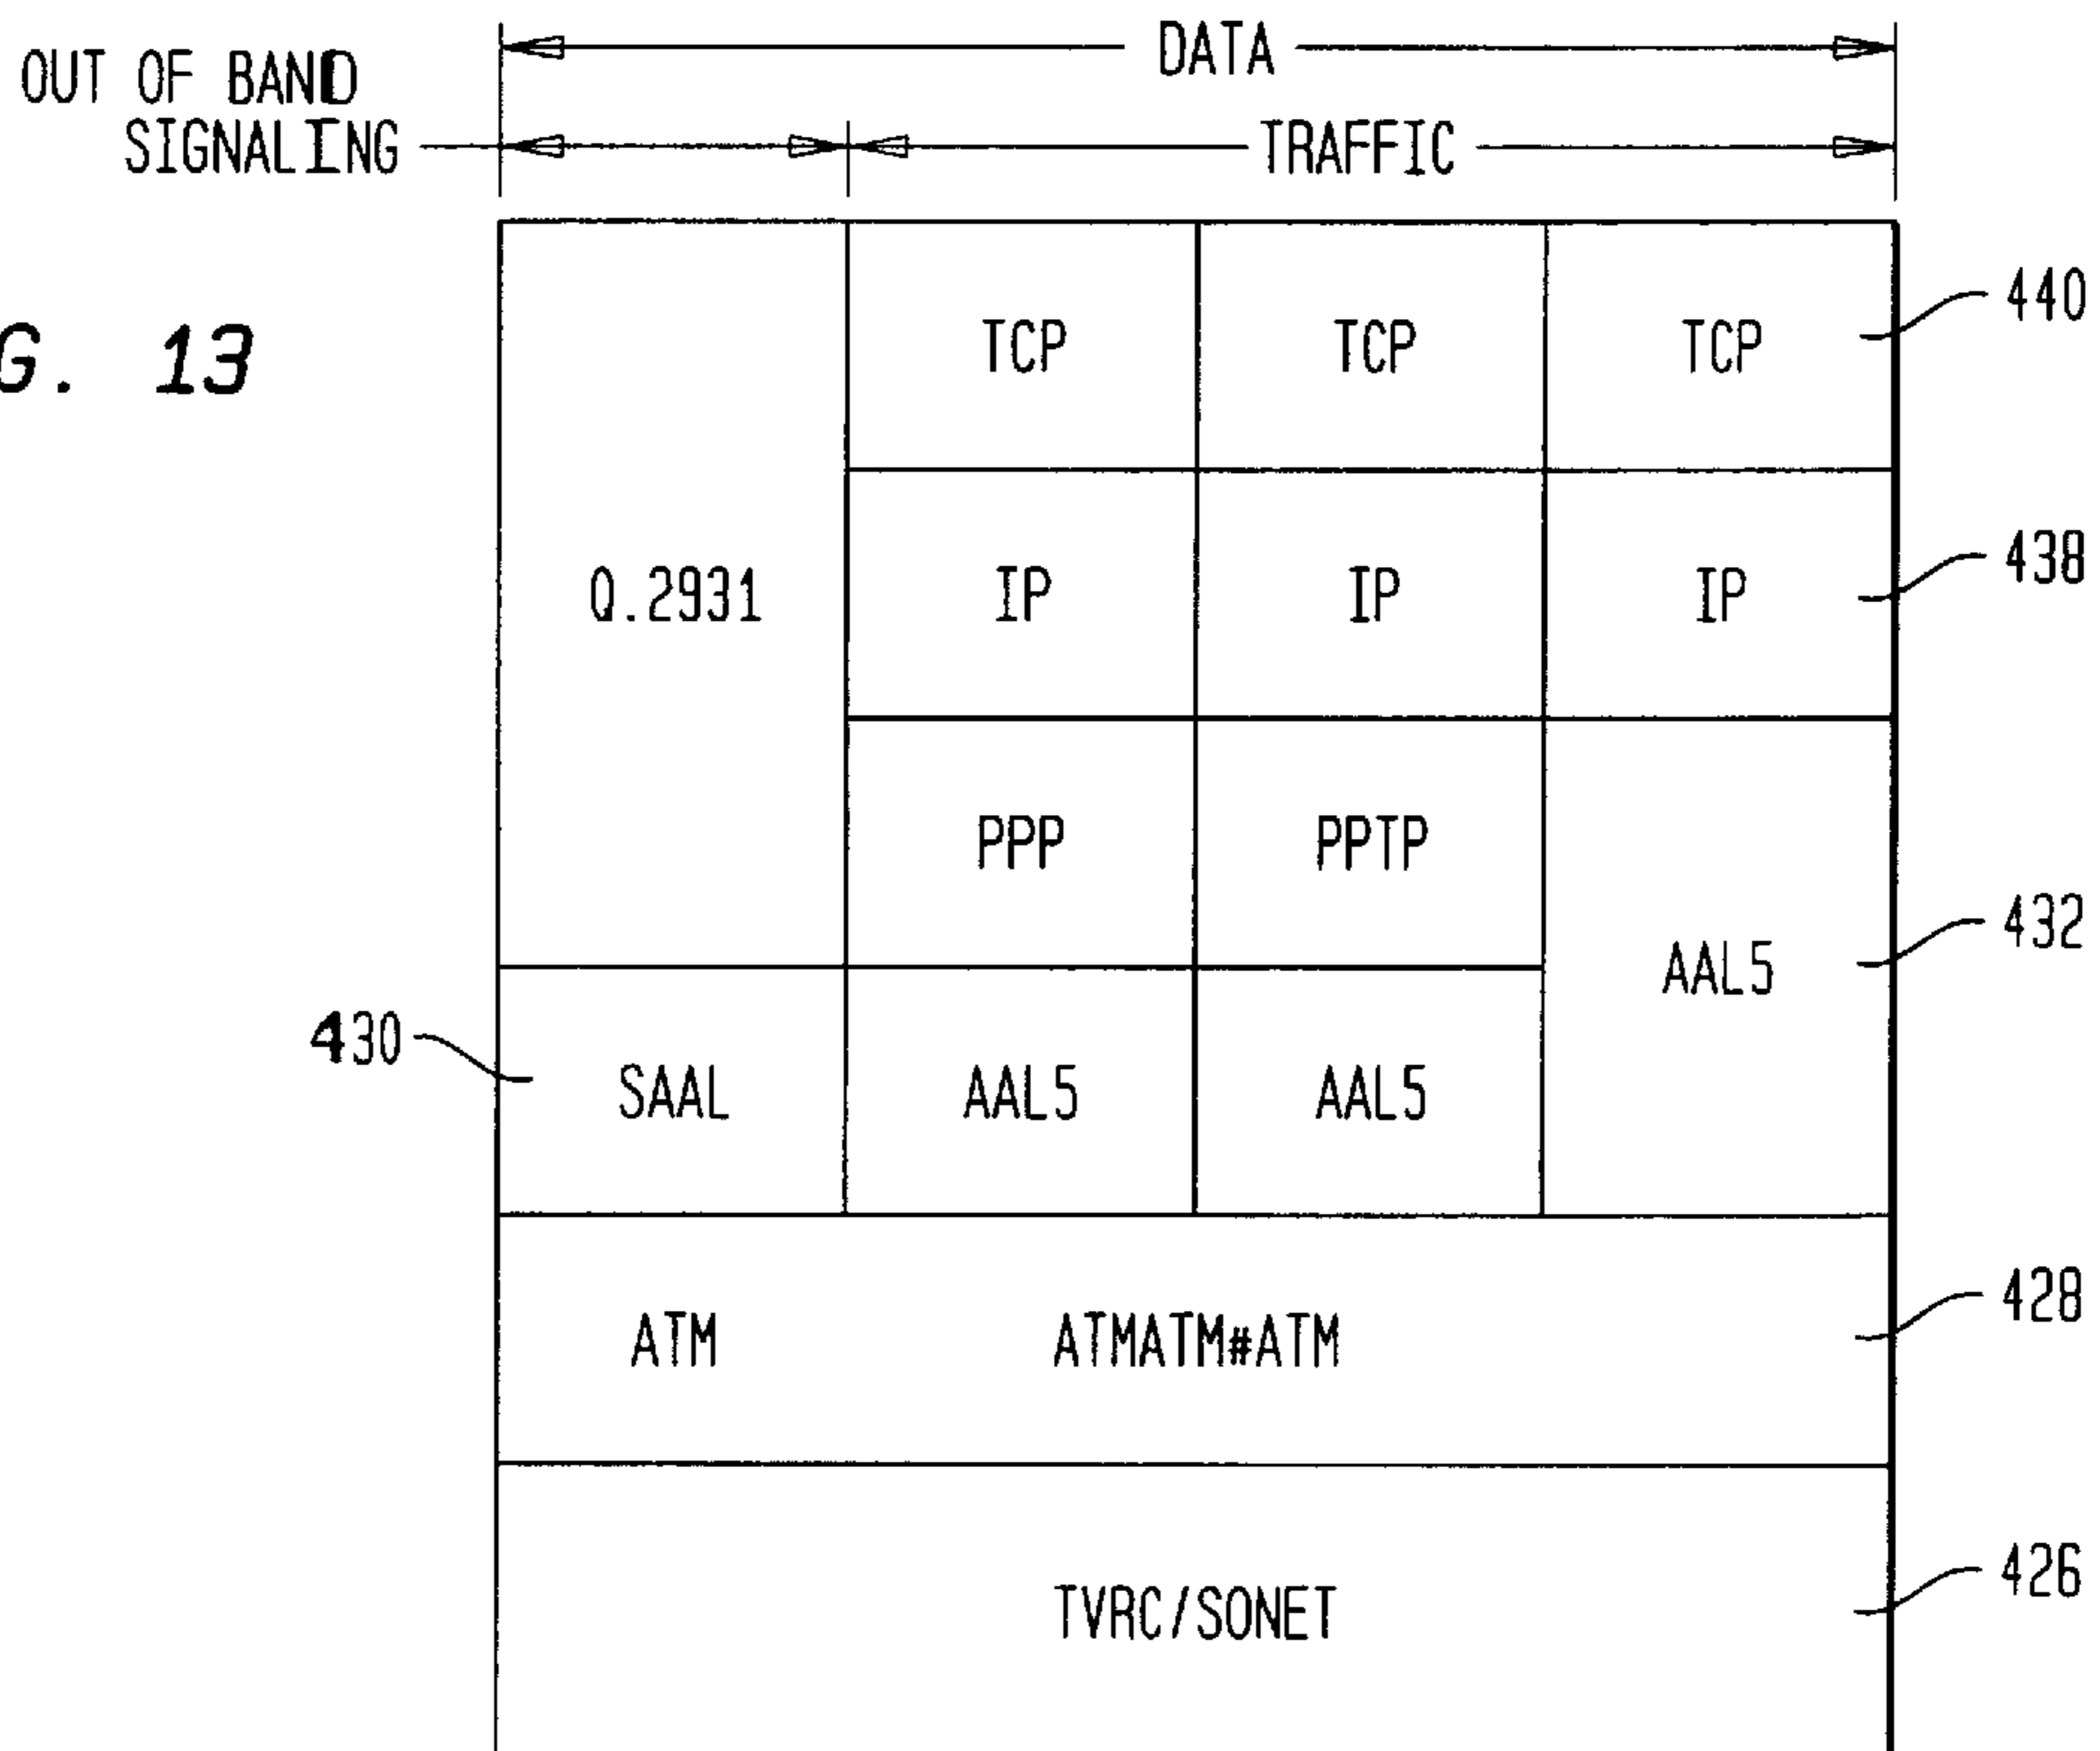 DATA
OUT OF BAND
SIGNALING
TRAFFIC
G. 13
TCP TCP TCP 440
Q.2931 IP IP IP 438
PPP PPTP
AAL5 432
430 SAAL AAL5 AAL5
ATM ATMATM#ATM 428
TVRC/SONET 426